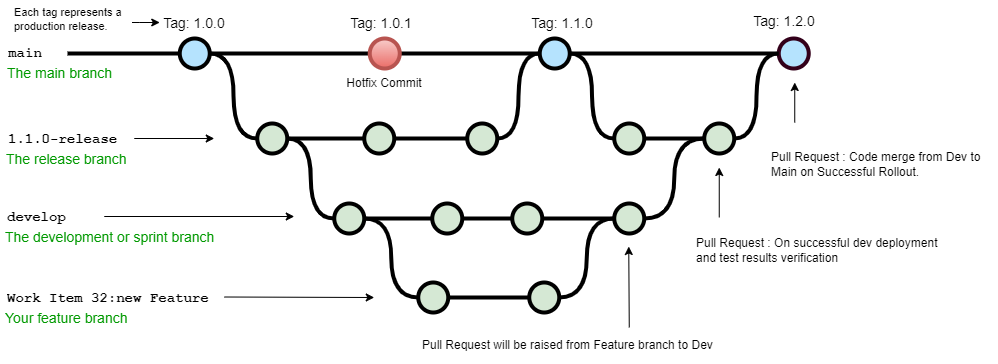 Each tag represents a
production release.
Tag: 1.0.0
Tag: 1.0.1
Tag: 1.1.0
Tag: 1.2.0
main
The main branch
Hotfix Commit
1.1.0-release
The release branch
Pull Request : Code merge from Dev to
Main on Successful Rollout.
develop
The development or sprint branch
Pull Request : On successful dev deployment
and test results verification
Work Item 32:new Feature
Your feature branch
Pull Request will be raised from Feature branch to Dev